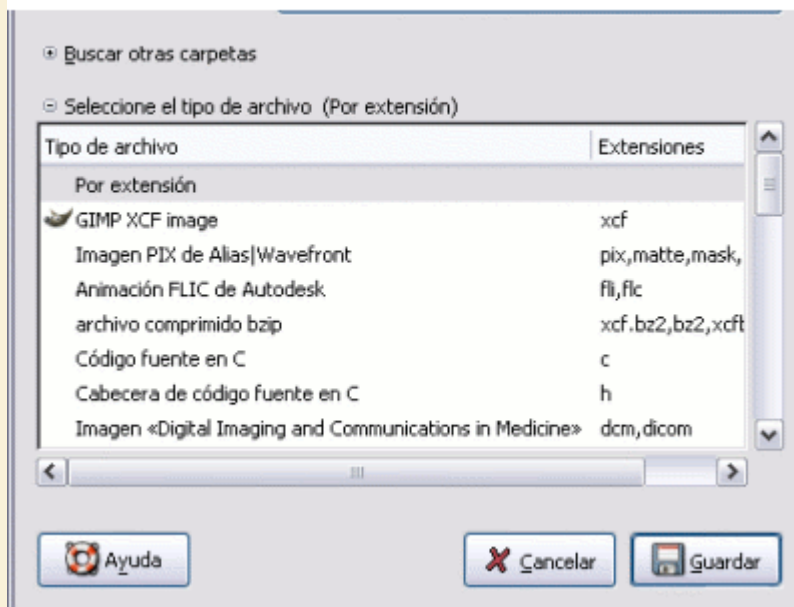 Buscar otras carpetas
Seleccione el tipo de archivo (Por extensión)
Tipo de archivo Extensiones
Por extensión
GIMP XCF image xcf
Imagen PIX de Alias|Wavefront pix,matte,mask,
Animación FLIC de Autodesk fli,flc
archivo comprimido bzip xcf.bz2,bz2,xcfb
Código fuente en C c
Cabecera de código fuente en C h
Imagen «Digital Imaging and Communications in Medicine» dcm,dicom
Ayuda Cancelar Guardar